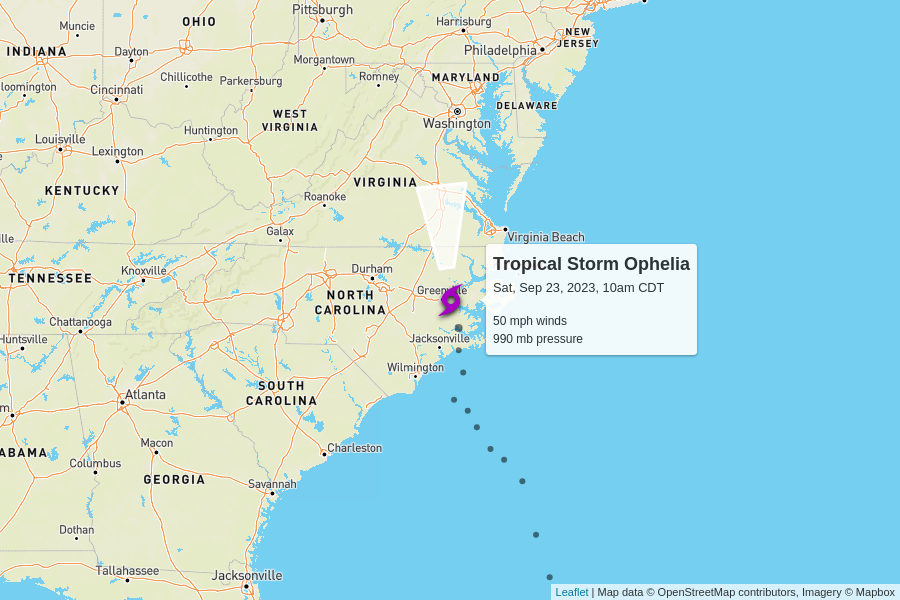 Pittsburgh
OHIO
Muncie
Harrisburg
NEW
JERSEY
INDIANA
Dayton
Philadelphia
Morgantown
Chillicothe
Parkersburg
Romney
MARYLAND
loomington
Cincinnati
DELAWARE
WEST
VIRGINIA
Washington
Huntington
Louisville
Lexington
VIRGINIA
KENTUCKY
Roanoke
lle
Galax
Virginia Beach
TENNESSEE
Knoxville
Durham
Tropical Storm Ophelia
Sat, Sep 23, 2023, 10am CDT
50 mph winds
990 mb pressure
NORTH
CAROLINA
Greenville
Chattanooga
Huntsville
Jacksonville
Wilmington
SOUTH
CAROLINA
Atlanta
m
Macon
Charleston
ABAMA
Columbus
GEORGIA
Savannah
Dothan
Tallahassee
Jacksonville
Leaflet | Map data © OpenStreetMap contributors, Imagery © Mapbox